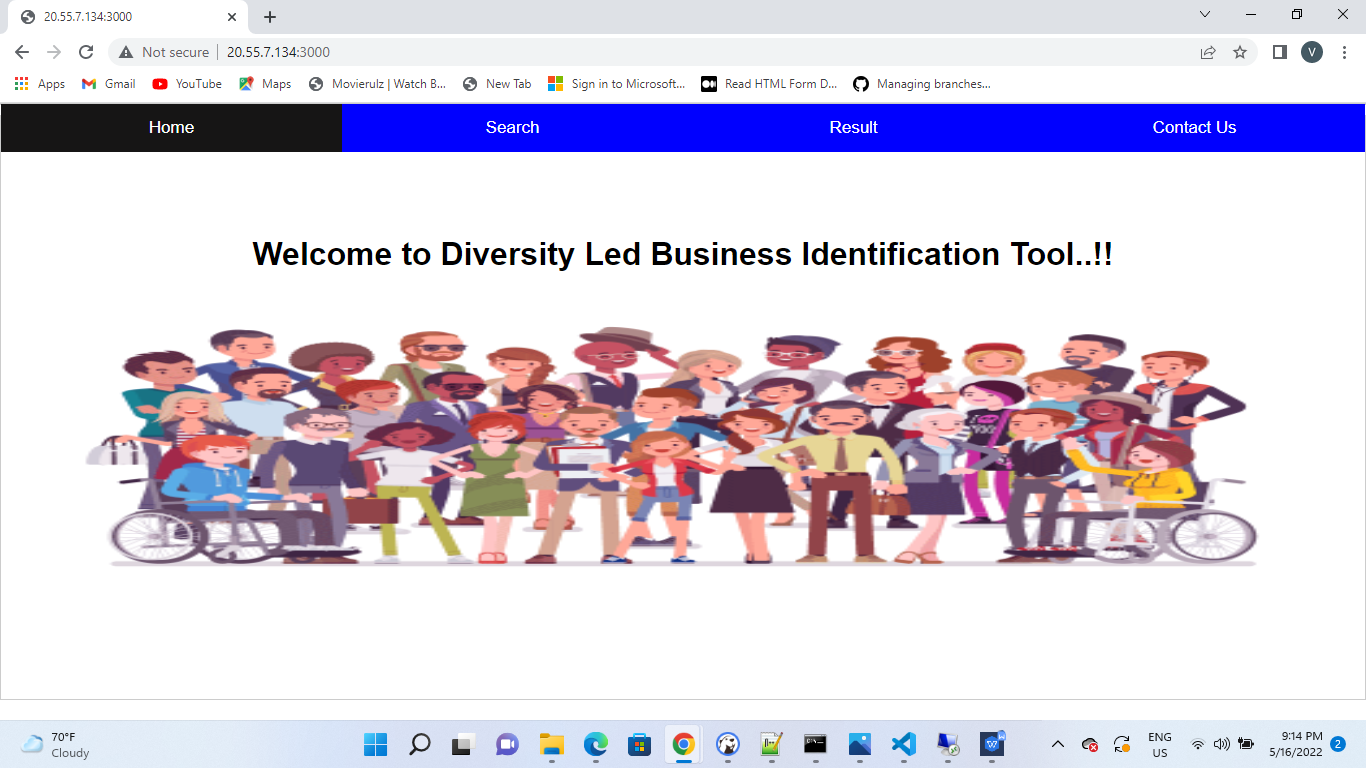 20.55.7.134:3000
Not secure 20.55.7.134:3000
V
Apps Gmail YouTube Maps Movierulz | Watch B... New Tab Sign in to Microsoft... Read HTML Form D... Managing branches...
Home Search Result Contact Us
Welcome to Diversity Led Business Identification Tool..!!
70°F
Cloudy
ENG
US
9:14 PM
5/16/2022
2